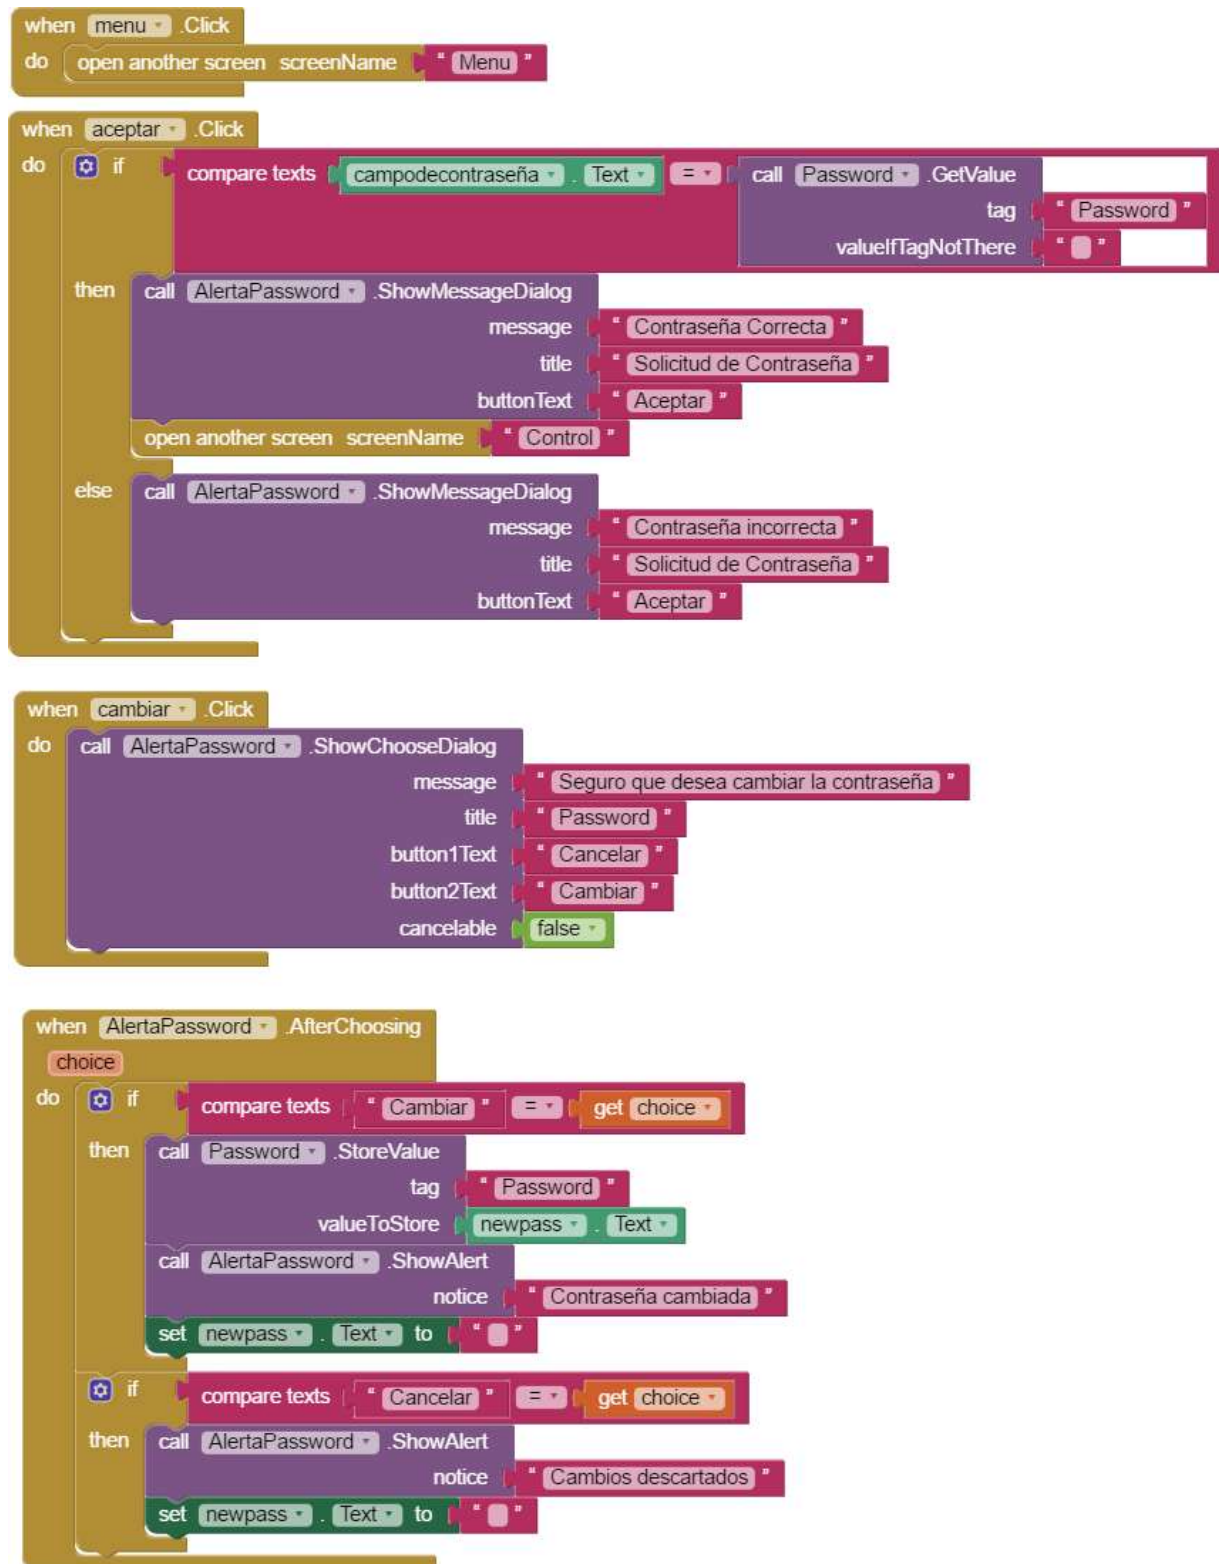 when menu .Click
do open another screen screenName " Menu "
when aceptar .Click
do if compare texts campodecontraseña . Text = call Password .GetValue
tag " Password "
valueIfTagNotThere " "
then call AlertaPassword .ShowMessageDialog
message " Contraseña Correcta "
title " Solicitud de Contraseña "
buttonText " Aceptar "
open another screen screenName " Control "
else call AlertaPassword .ShowMessageDialog
message " Contraseña incorrecta "
title " Solicitud de Contraseña "
buttonText " Aceptar "
when cambiar .Click
do call AlertaPassword .ShowChooseDialog
message " Seguro que desea cambiar la contraseña "
title " Password "
button1Text " Cancelar "
button2Text " Cambiar "
cancelable false
when AlertaPassword .AfterChoosing
choice
do if compare texts " Cambiar " = get choice
then call Password .StoreValue
tag " Password "
valueToStore newpass . Text
call AlertaPassword .ShowAlert
notice " Contraseña cambiada "
set newpass . Text to " "
if compare texts " Cancelar " = get choice
then call AlertaPassword .ShowAlert
notice " Cambios descartados "
set newpass . Text to " "